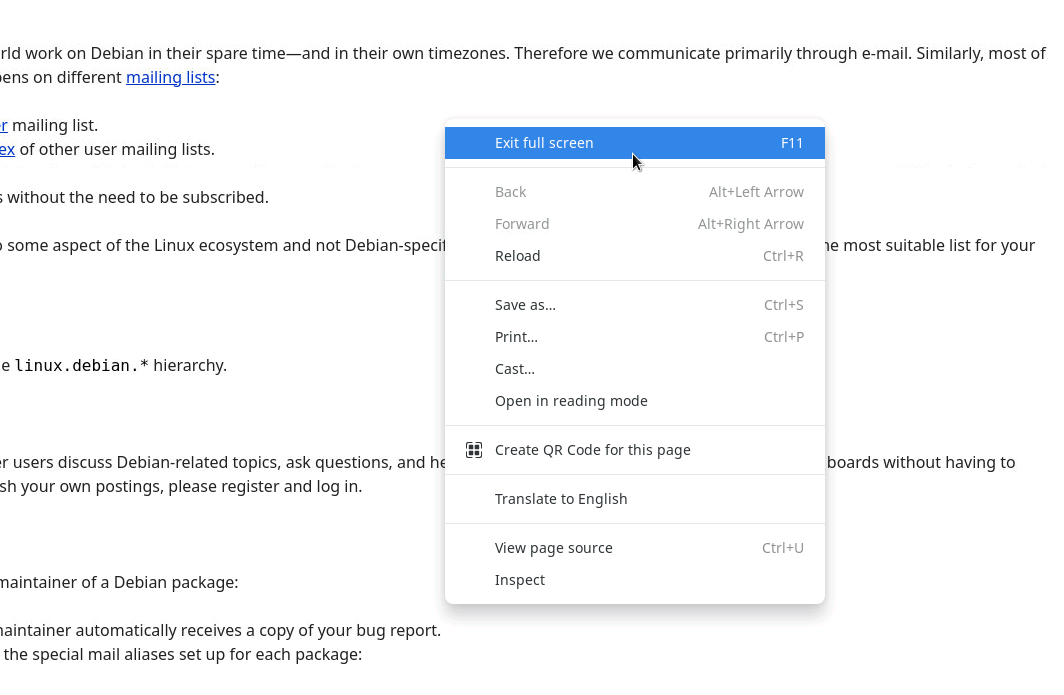 rld work on Debian in their spare time—and in their own timezones. Therefore we communicate primarily through e-mail. Similarly, most of
ens on different mailing lists:
er mailing list.
ex of other user mailing lists.
s without the need to be subscribed.
o some aspect of the Linux ecosystem and not Debian-specif
he most suitable list for your
e linux.debian.* hierarchy.
er users discuss Debian-related topics, ask questions, and he
boards without having to
sh your own postings, please register and log in.
maintainer of a Debian package:
maintainer automatically receives a copy of your bug report.
the special mail aliases set up for each package:
Exit full screen F11
Back Alt+Left Arrow
Forward Alt+Right Arrow
Reload Ctrl+R
Save as... Ctrl+S
Print... Ctrl+P
Cast...
Open in reading mode
Create QR Code for this page
Translate to English
View page source Ctrl+U
Inspect